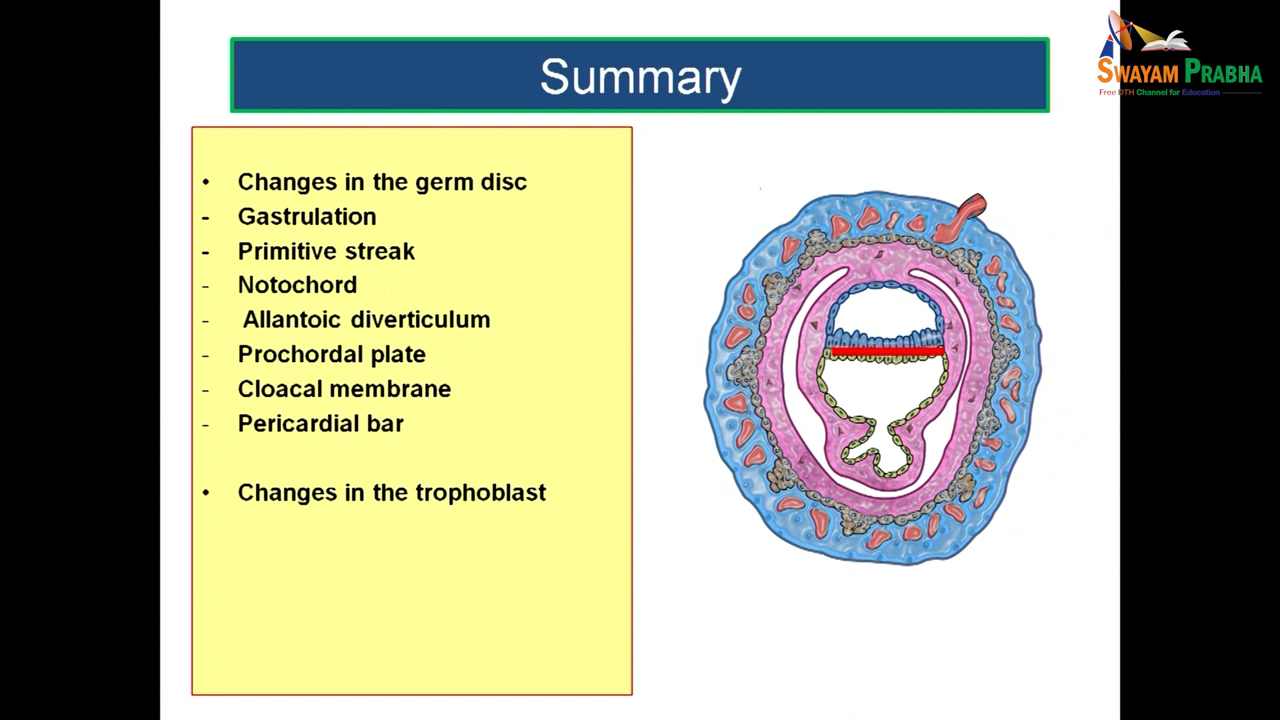 Summary
SWAYAM PRABHA
Free DTH Channel for Education
• Changes in the germ disc
- Gastrulation
- Primitive streak
- Notochord
- Allantoic diverticulum
- Prochordal plate
- Cloacal membrane
- Pericardial bar
• Changes in the trophoblast